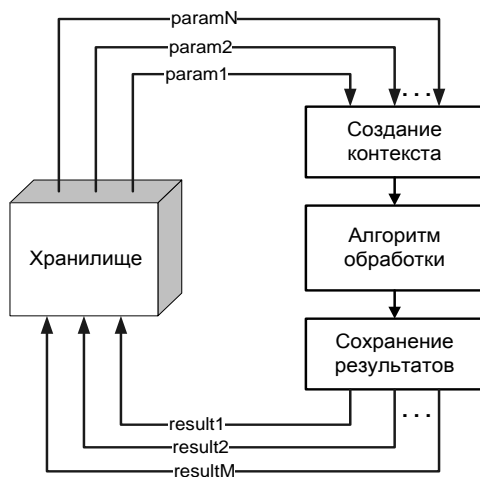 paramN
param2
param1
. . .
Создание
контекста
Хранилище
Алгоритм
обработки
Сохранение
результатов
. . .
result1
result2
resultM